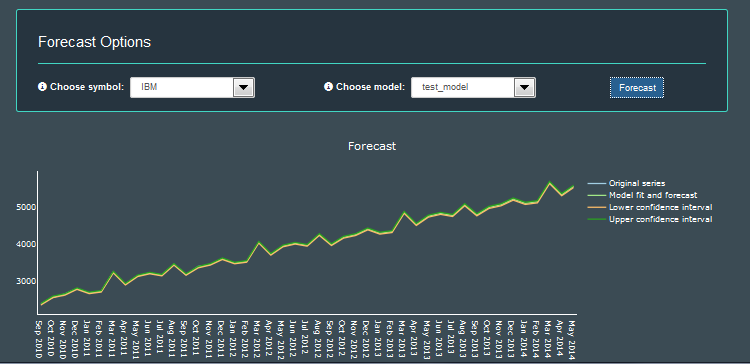 Forecast Options
Choose symbol: IBM
Choose model: test_model
Forecast
Forecast
Original series
Model fit and forecast
Lower confidence interval
Upper confidence interval
5000
4000
3000
Sep 2010
Oct 2010
Nov 2010
Dec 2010
Jan 2011
Feb 2011
Mar 2011
Apr 2011
May 2011
Jun 2011
Jul 2011
Aug 2011
Sep 2011
Oct 2011
Nov 2011
Dec 2011
Jan 2012
Feb 2012
Mar 2012
Apr 2012
May 2012
Jun 2012
Jul 2012
Aug 2012
Sep 2012
Oct 2012
Nov 2012
Dec 2012
Jan 2013
Feb 2013
Mar 2013
Apr 2013
May 2013
Jun 2013
Jul 2013
Aug 2013
Sep 2013
Oct 2013
Nov 2013
Dec 2013
Jan 2014
Feb 2014
Mar 2014
Apr 2014
May 2014